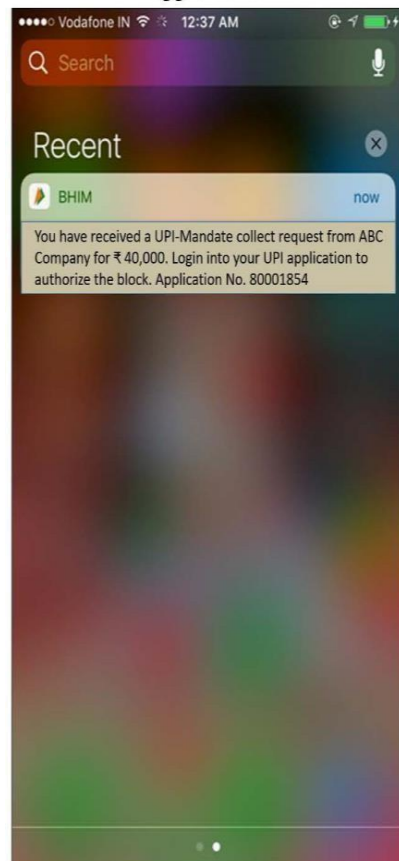 Vodafone IN 12:37 AM
Search
Recent
BHIM now
You have received a UPI-Mandate collect request from ABC
Company for ₹ 40,000. Login into your UPI application to
authorize the block. Application No. 80001854